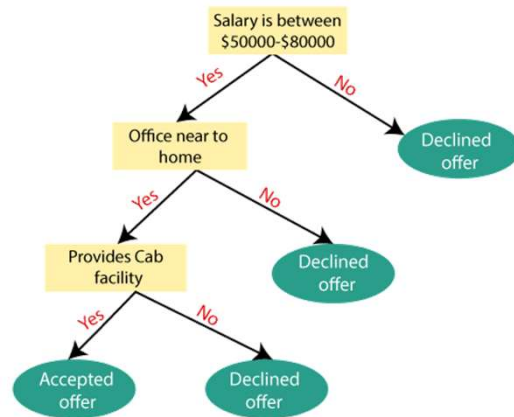 Salary is between
$50000-$80000
Yes
No
Office near to
home
Declined
offer
Yes
No
Provides Cab
facility
Declined
offer
Yes
No
Accepted
offer
Declined
offer